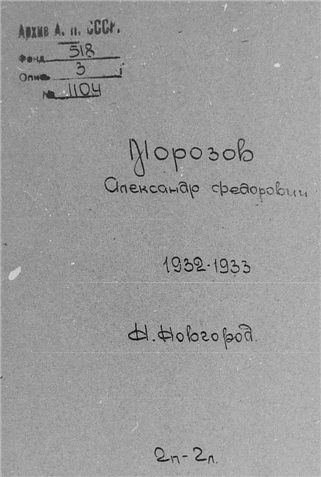 Архив А. Н. СССР.
Фонд 518
Опись 3
№ 1104
Морозов
Александр Федорович
1932-1933
Н. Новгород.
2п-2л.